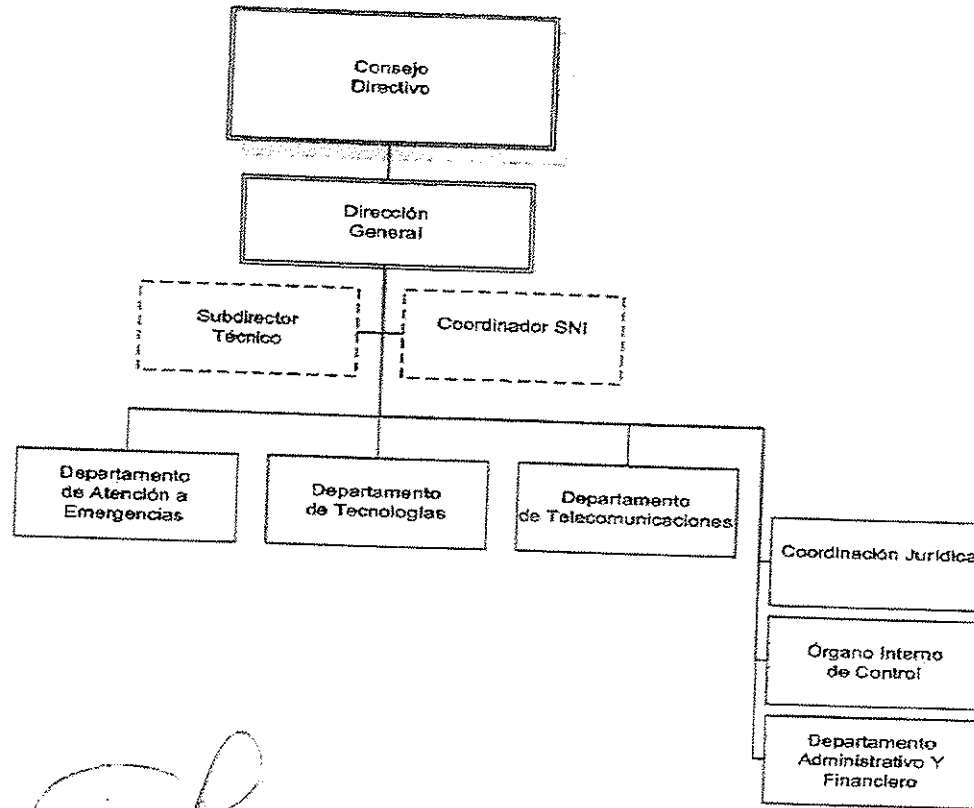 Consejo
Directivo
Dirección
General
Subdirector
Técnico
Coordinador SNI
Departamento
de Atención a
Emergencias
Departamento
de Tecnologías
Departamento
de Telecomunicaciones
Coordinación Jurídica
Órgano Interno
de Control
Departamento
Administrativo Y
Financiero